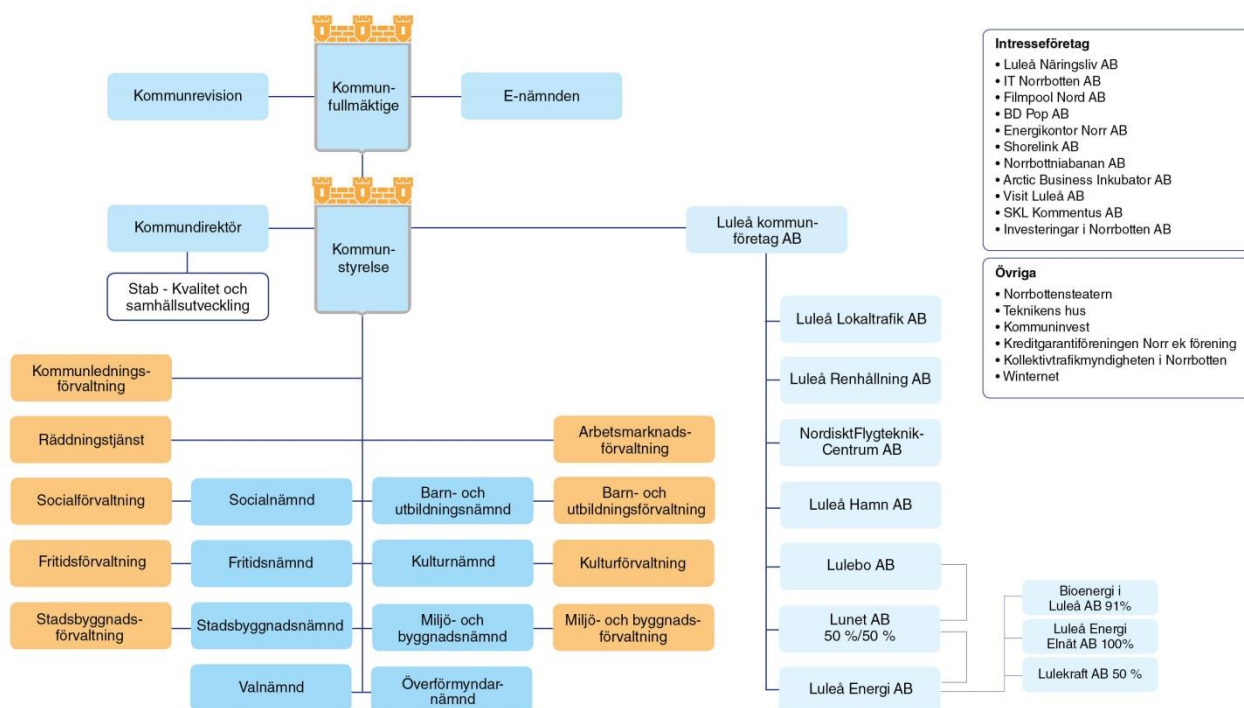 Kommunrevision
Kommun-
fullmäktige
E-nämnden
Kommundirektör
Kommun-
styrelse
Luleå kommun-
företag AB
Stab - Kvalitet och
samhällsutveckling
Kommunlednings-
förvaltning
Räddningstjänst
Arbetsmarknads-
förvaltning
Socialförvaltning
Socialnämnd
Barn- och
utbildningsnämnd
Barn- och
utbildningsförvaltning
Fritidsförvaltning
Fritidsnämnd
Kulturnämnd
Kulturförvaltning
Stadsbyggnads-
förvaltning
Stadsbyggnadsnämnd
Miljö- och
byggnadsnämnd
Miljö- och byggnads-
förvaltning
Valnämnd
Överförmyndar-
nämnd
Luleå Lokaltrafik AB
Luleå Renhållning AB
NordisktFlygteknik-
Centrum AB
Luleå Hamn AB
Lulebo AB
Lunet AB
50 %/50 %
Luleå Energi AB
Bioenergi i
Luleå AB 91%
Luleå Energi
Elnät AB 100%
Lulekraft AB 50 %
Intresseföretag
• Luleå Näringsliv AB
• IT Norrbotten AB
• Filmpool Nord AB
• BD Pop AB
• Energikontor Norr AB
• Shorelink AB
• Norrbottniabanan AB
• Arctic Business Inkubator AB
• Visit Luleå AB
• SKL Kommentus AB
• Investeringar i Norrbotten AB
Övriga
• Norrbottensteatern
• Teknikens hus
• Kommuninvest
• Kreditgarantiföreningen Norr ek förening
• Kollektivtrafikmyndigheten i Norrbotten
• Winternet